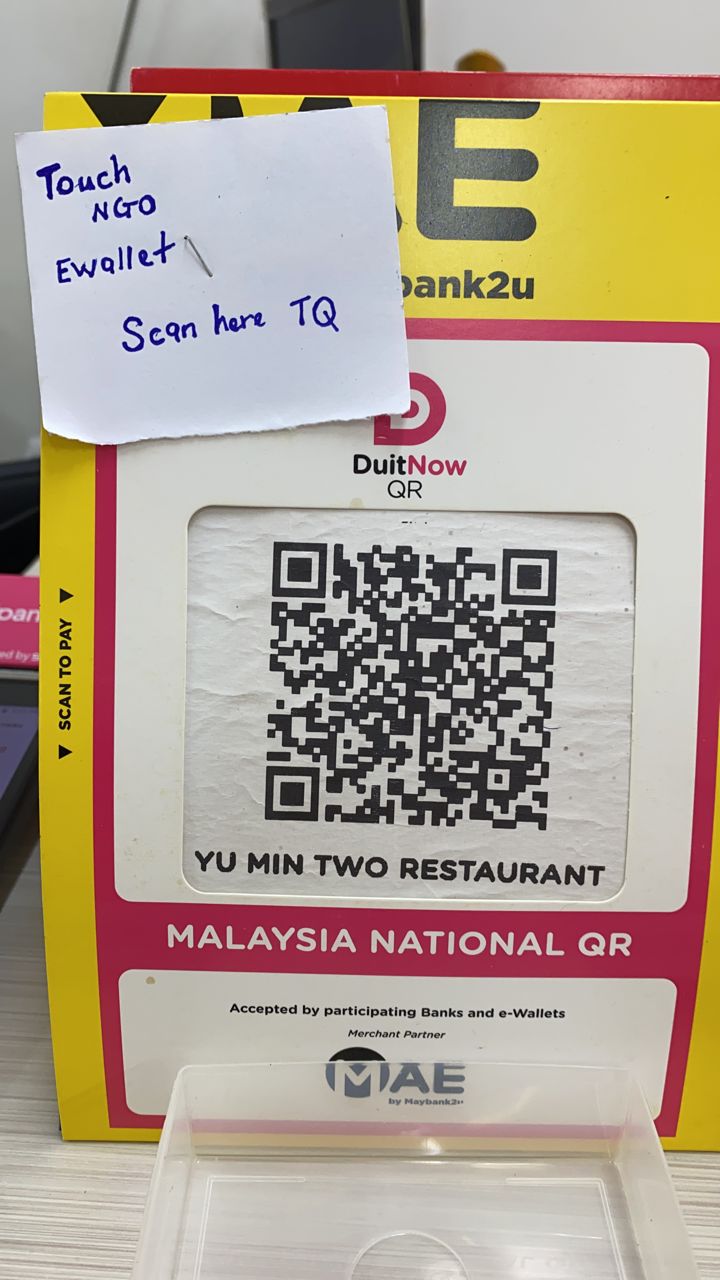 Touch
NGO
Ewallet
Scan here TQ
MAE
bank2u
DuitNow
QR
SCAN TO PAY
YU MIN TWO RESTAURANT
MALAYSIA NATIONAL QR
Accepted by participating Banks and e-Wallets
Merchant Partner
MAE
by Maybank2u